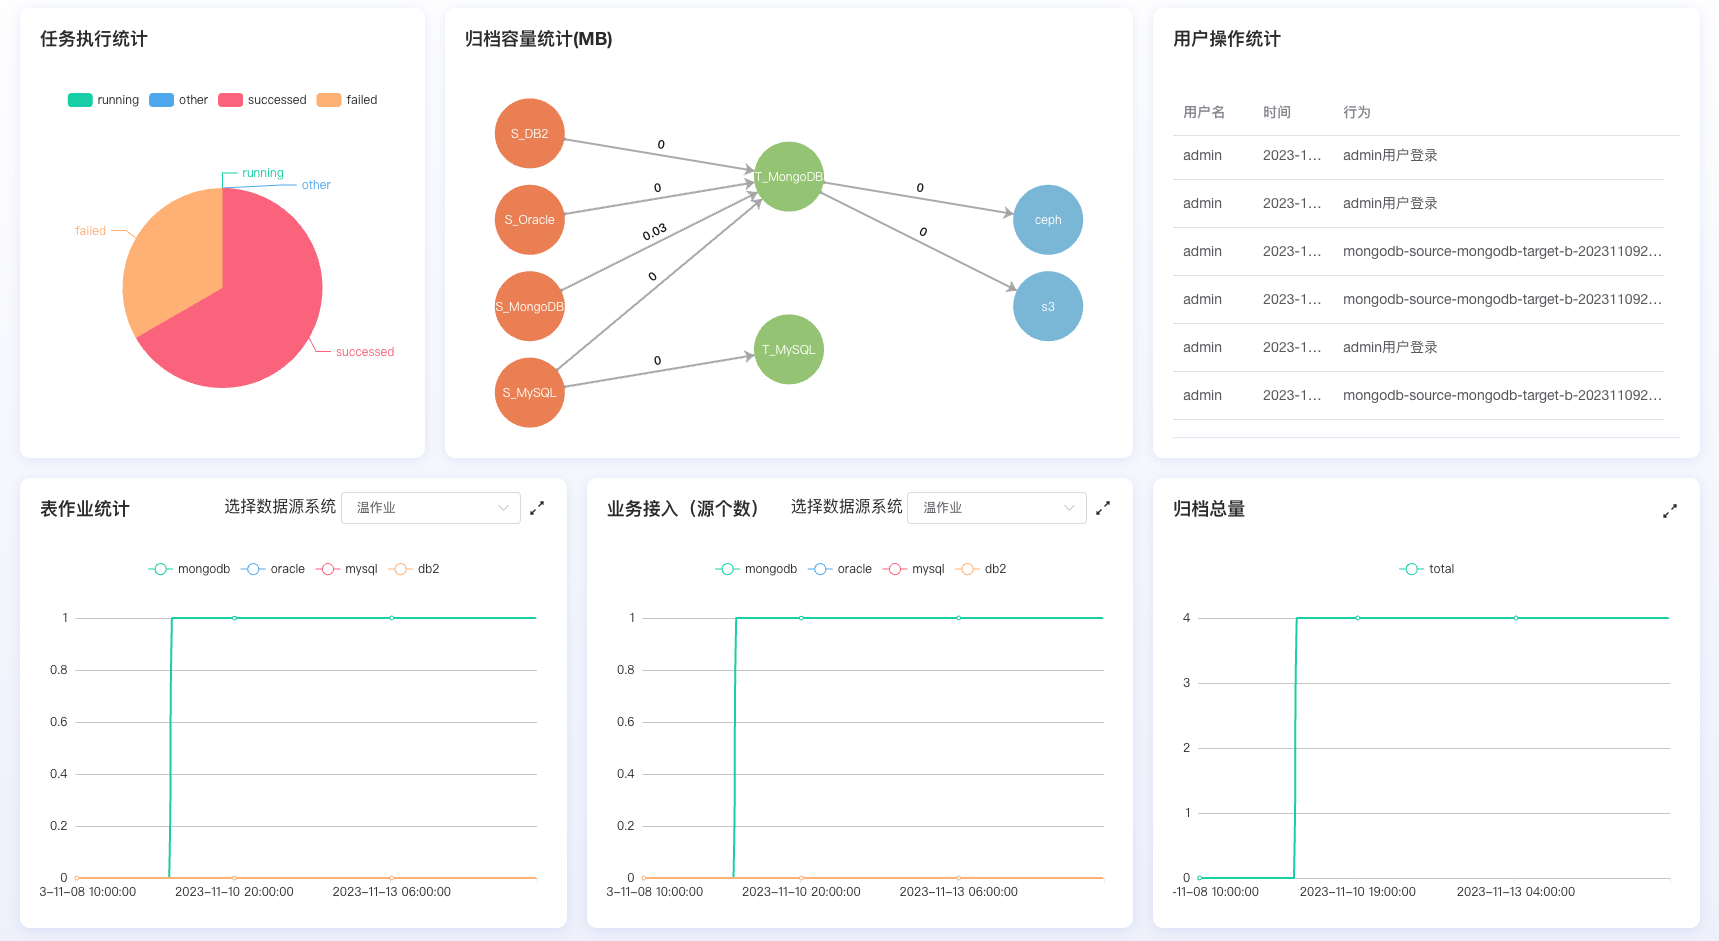 任务执行统计
running other successed failed
running
other
failed
successed
归档容量统计(MB)
S_DB2
S_Oracle
S_MongoDB
S_MySQL
T_MongoDB
T_MySQL
ceph
s3
0
0
0.03
0
0
0
0
用户操作统计
用户名 时间 行为
admin 2023-1... admin用户登录
admin 2023-1... admin用户登录
admin 2023-1... mongodb-source-mongodb-target-b-202311092...
admin 2023-1... mongodb-source-mongodb-target-b-202311092...
admin 2023-1... admin用户登录
admin 2023-1... mongodb-source-mongodb-target-b-202311092...
表作业统计 选择数据源系统 温作业
mongodb oracle mysql db2
1
0.8
0.6
0.4
0.2
0
3-11-08 10:00:00 2023-11-10 20:00:00 2023-11-13 06:00:00
业务接入（源个数） 选择数据源系统 温作业
mongodb oracle mysql db2
1
0.8
0.6
0.4
0.2
0
3-11-08 10:00:00 2023-11-10 20:00:00 2023-11-13 06:00:00
归档总量
total
4
3
2
1
0
-11-08 10:00:00 2023-11-10 19:00:00 2023-11-13 04:00:00